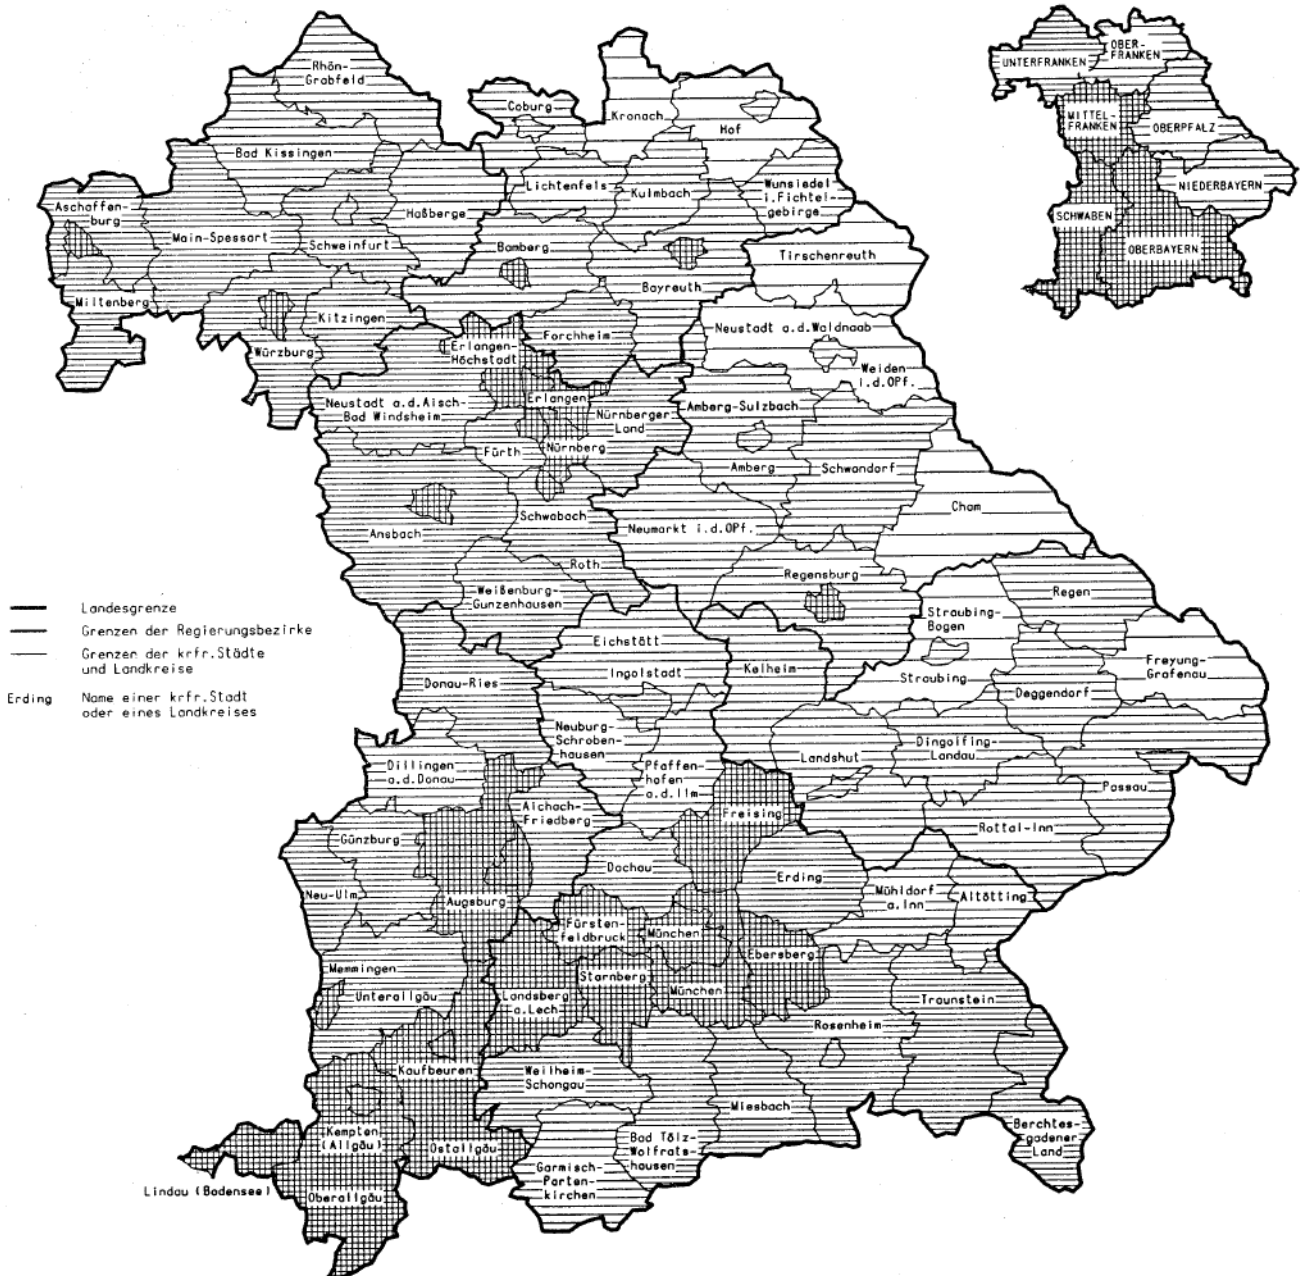 Rhön-
Grabfeld
Coburg
Kronach
Hof
Bad Kissingen
Lichtenfels
Kulmbach
Wunsiedel
i.Fichtel-
gebirge
Aschaffen-
burg
Haßberge
Main-Spessart
Schweinfurt
Bamberg
Tirschenreuth
Miltenberg
Bayreuth
Kitzingen
Würzburg
Erlangen-
Höchstadt
Forchheim
Neustadt a.d.Waldnaab
Weiden
i.d.OPf.
Neustadt a.d.Aisch-
Bad Windsheim
Erlangen
Nürnberger
Land
Amberg-Sulzbach
Fürth
Nürnberg
Amberg
Schwandorf
Cham
Ansbach
Schwabach
Neumarkt i.d.OPf.
Roth
Regensburg
Weißenburg-
Gunzenhausen
Straubing-
Bogen
Regen
Eichstätt
Ingolstadt
Kelheim
Straubing
Deggendorf
Freyung-
Grafenau
Donau-Ries
Neuburg-
Schroben-
hausen
Dingolfing-
Landau
Landshut
Dillingen
a.d.Donau
Pfaffen-
hofen
a.d.Ilm
Passau
Aichach-
Friedberg
Freising
Rottal-Inn
Günzburg
Dachau
Erding
Mühldorf
a.Inn
Altötting
Neu-Ulm
Augsburg
Fürsten-
feldbruck
München
Ebersberg
Memmingen
Unterallgäu
Starnberg
München
Landsberg
a.Lech
Traunstein
Rosenheim
Kaufbeuren
Weilheim-
Schongau
Miesbach
Kempten
(Allgäu)
Ostallgäu
Bad Tölz-
Wolfrats-
hausen
Berchtes-
gadener
Land
Garmisch-
Parten-
kirchen
Lindau (Bodensee)
Oberallgäu
UNTERFRANKEN
OBER-
FRANKEN
MITTEL-
FRANKEN
OBERPFALZ
NIEDERBAYERN
SCHWABEN
OBERBAYERN
Landesgrenze
Grenzen der Regierungsbezirke
Grenzen der krfr.Städte
und Landkreise
Erding Name einer krfr.Stadt
oder eines Landkreises